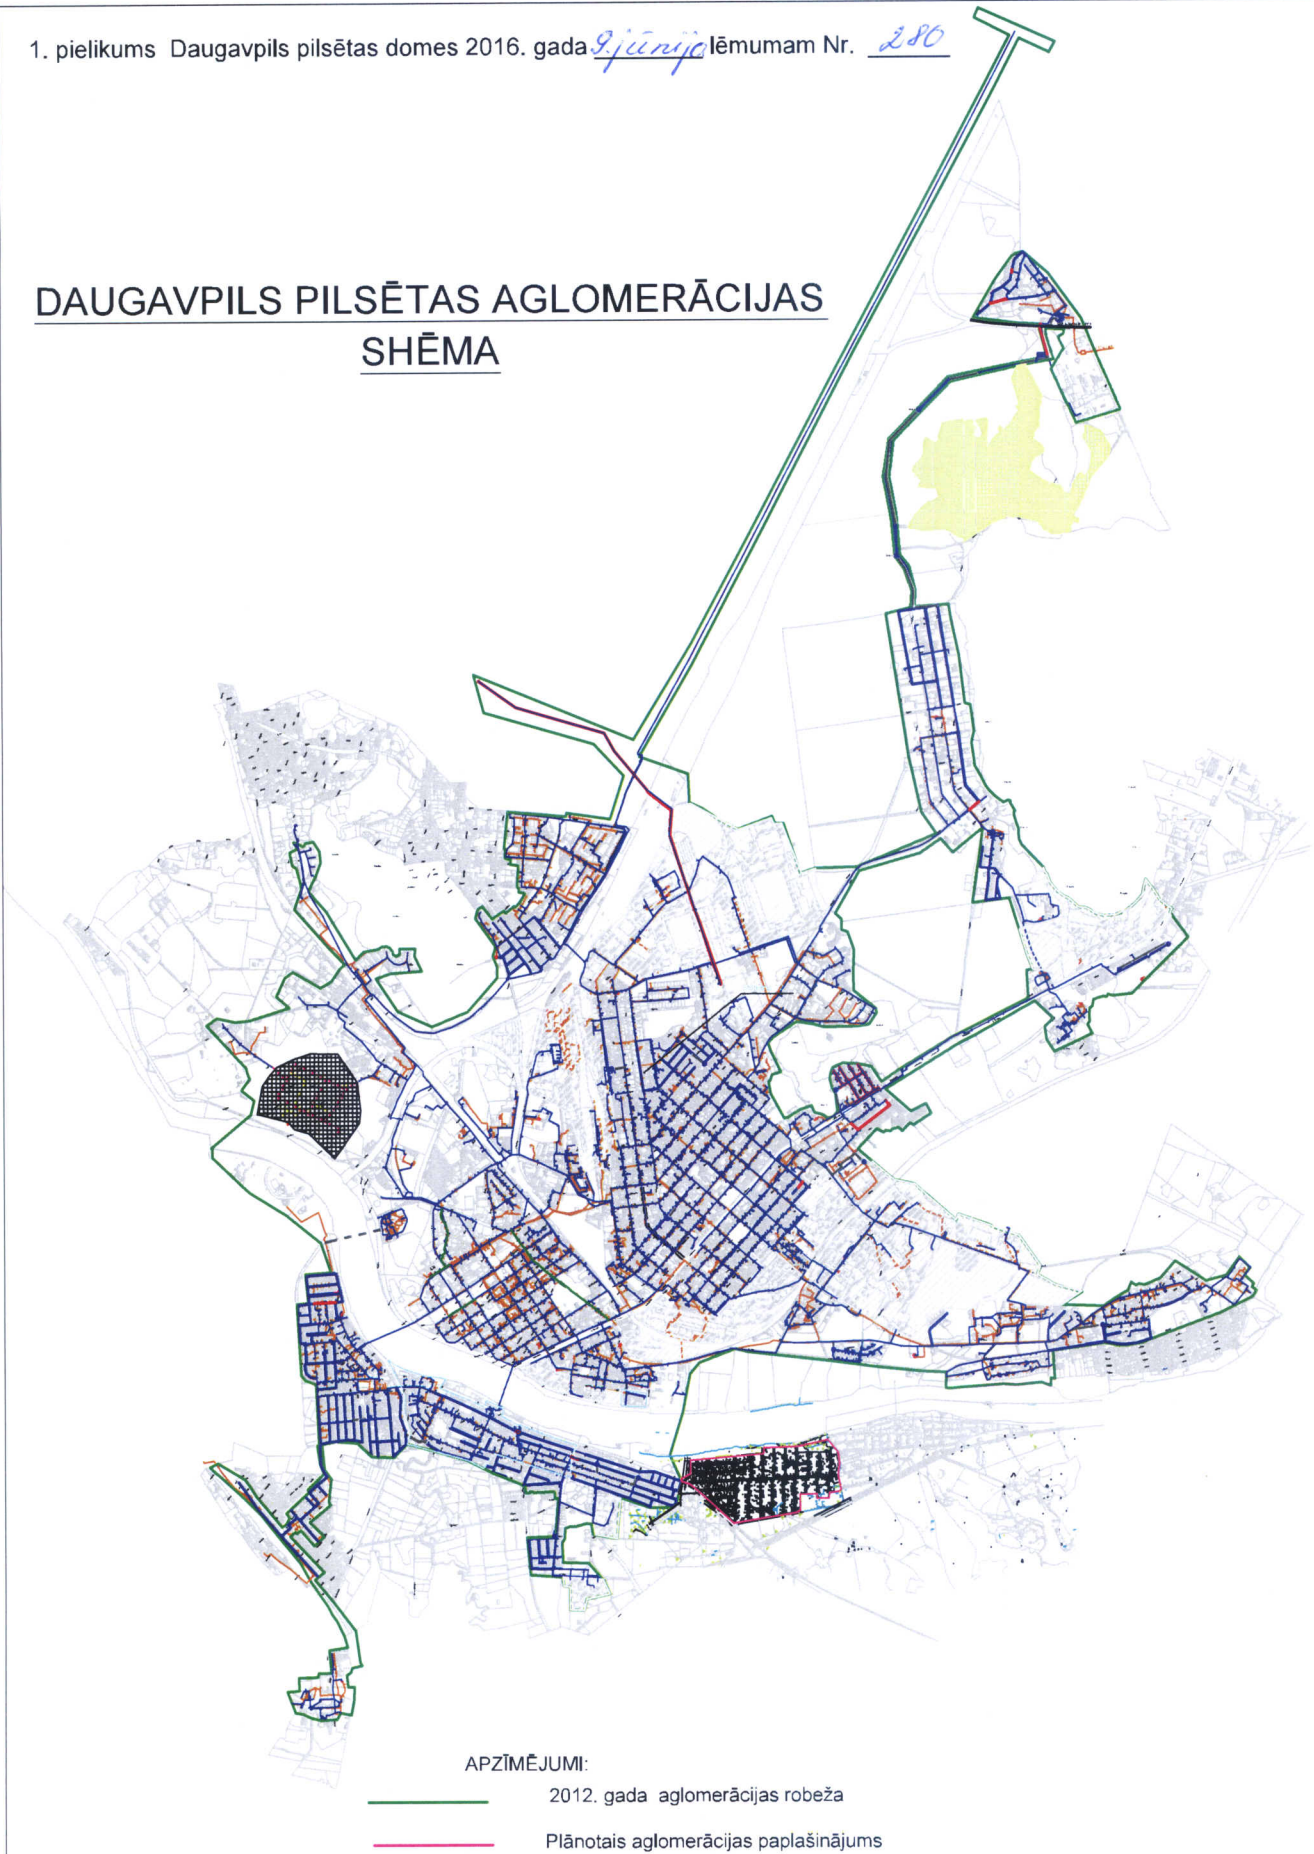 1. pielikums Daugavpils pilsētas domes 2016. gada 9. jūnija lēmumam Nr. 280
DAUGAVPILS PILSĒTAS AGLOMERĀCIJAS
SHĒMA
APZĪMĒJUMI:
2012. gada aglomerācijas robeža
Plānotais aglomerācijas paplašinājums